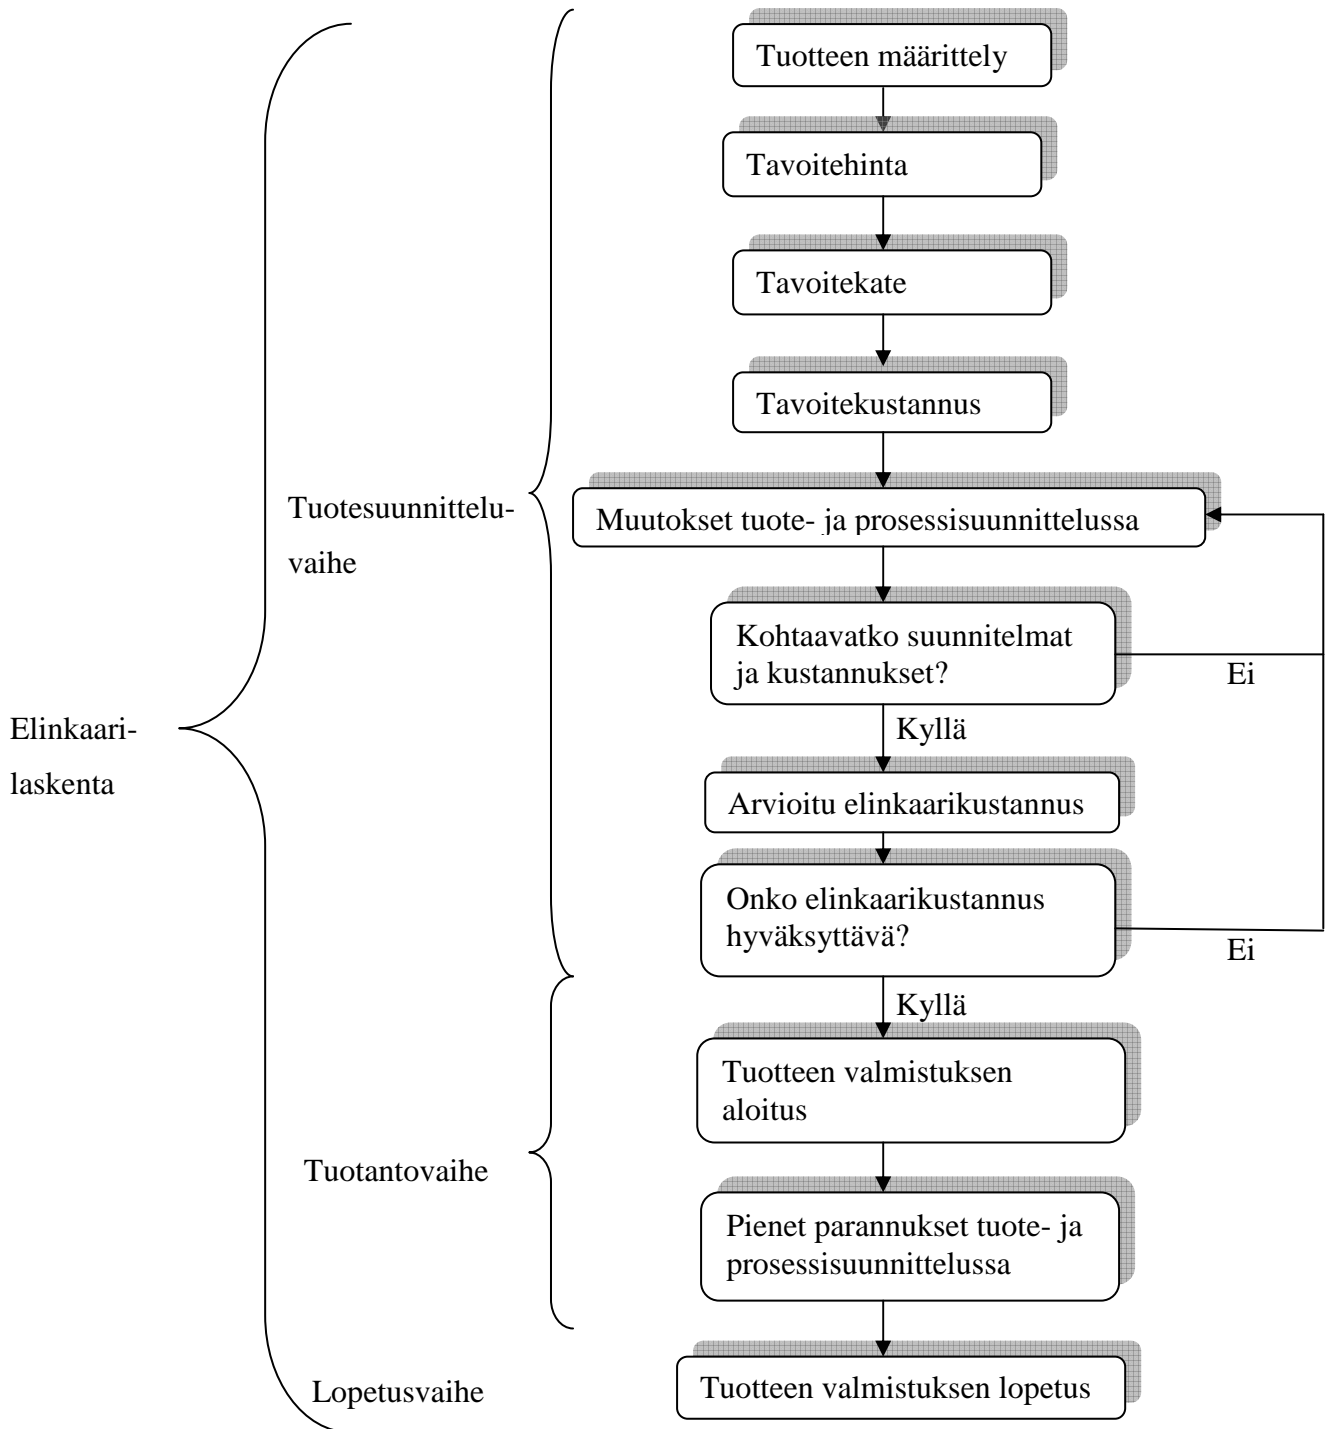 Tuotteen määrittely
Tavoitehinta
Tavoitekate
Tavoitekustannus
Tuotesuunnittelu-
vaihe
Muutokset tuote- ja prosessisuunnittelussa
Kohtaavatko suunnitelmat
ja kustannukset?
Ei
Kyllä
Elinkaari-
laskenta
Arvioitu elinkaarikustannus
Onko elinkaarikustannus
hyväksyttävä?
Ei
Kyllä
Tuotteen valmistuksen
aloitus
Tuotantovaihe
Pienet parannukset tuote- ja
prosessisuunnittelussa
Lopetusvaihe
Tuotteen valmistuksen lopetus